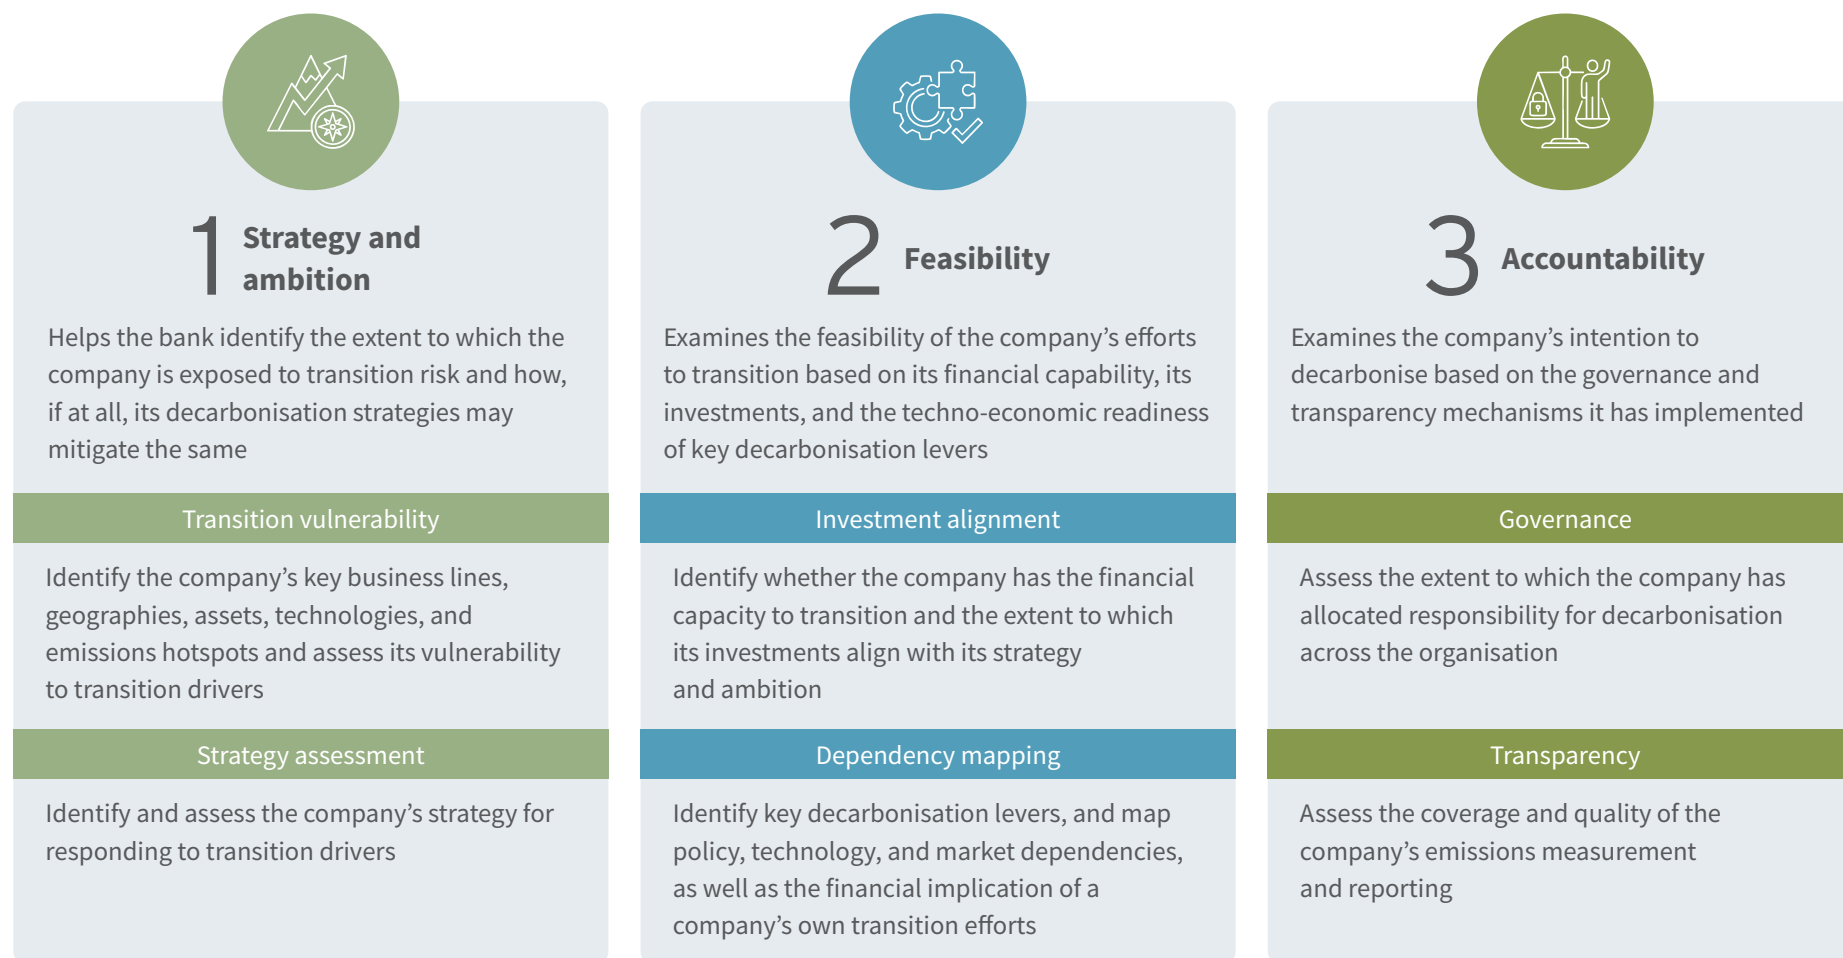 1
Strategy and
ambition
Helps the bank identify the extent to which the
company is exposed to transition risk and how,
if at all, its decarbonisation strategies may
mitigate the same
Transition vulnerability
Identify the company’s key business lines,
geographies, assets, technologies, and
emissions hotspots and assess its vulnerability
to transition drivers
Strategy assessment
Identify and assess the company’s strategy for
responding to transition drivers
2
Feasibility
Examines the feasibility of the company’s efforts
to transition based on its financial capability, its
investments, and the techno-economic readiness
of key decarbonisation levers
Investment alignment
Identify whether the company has the financial
capacity to transition and the extent to which
its investments align with its strategy
and ambition
Dependency mapping
Identify key decarbonisation levers, and map
policy, technology, and market dependencies,
as well as the financial implication of a
company’s own transition efforts
3
Accountability
Examines the company’s intention to
decarbonise based on the governance and
transparency mechanisms it has implemented
Governance
Assess the extent to which the company has
allocated responsibility for decarbonisation
across the organisation
Transparency
Assess the coverage and quality of the
company’s emissions measurement
and reporting